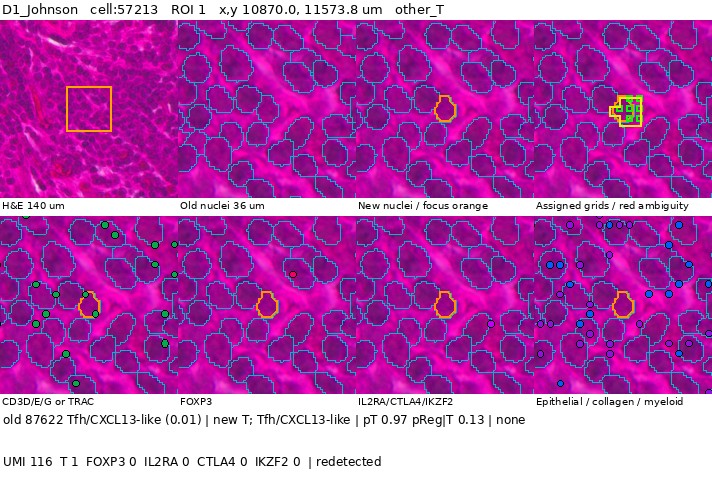 D1_Johnson cell:57213 ROI 1 x,y 10870.0, 11573.8 um other_T
H&E 140 um
Old nuclei 36 um
New nuclei / focus orange
Assigned grids / red ambiguity
CD3D/E/G or TRAC
FOXP3
IL2RA/CTLA4/IKZF2
Epithelial / collagen / myeloid
old 87622 Tfh/CXCL13-like (0.01) | new T; Tfh/CXCL13-like | pT 0.97 pReg|T 0.13 | none
UMI 116 T 1 FOXP3 0 IL2RA 0 CTLA4 0 IKZF2 0 | redetected